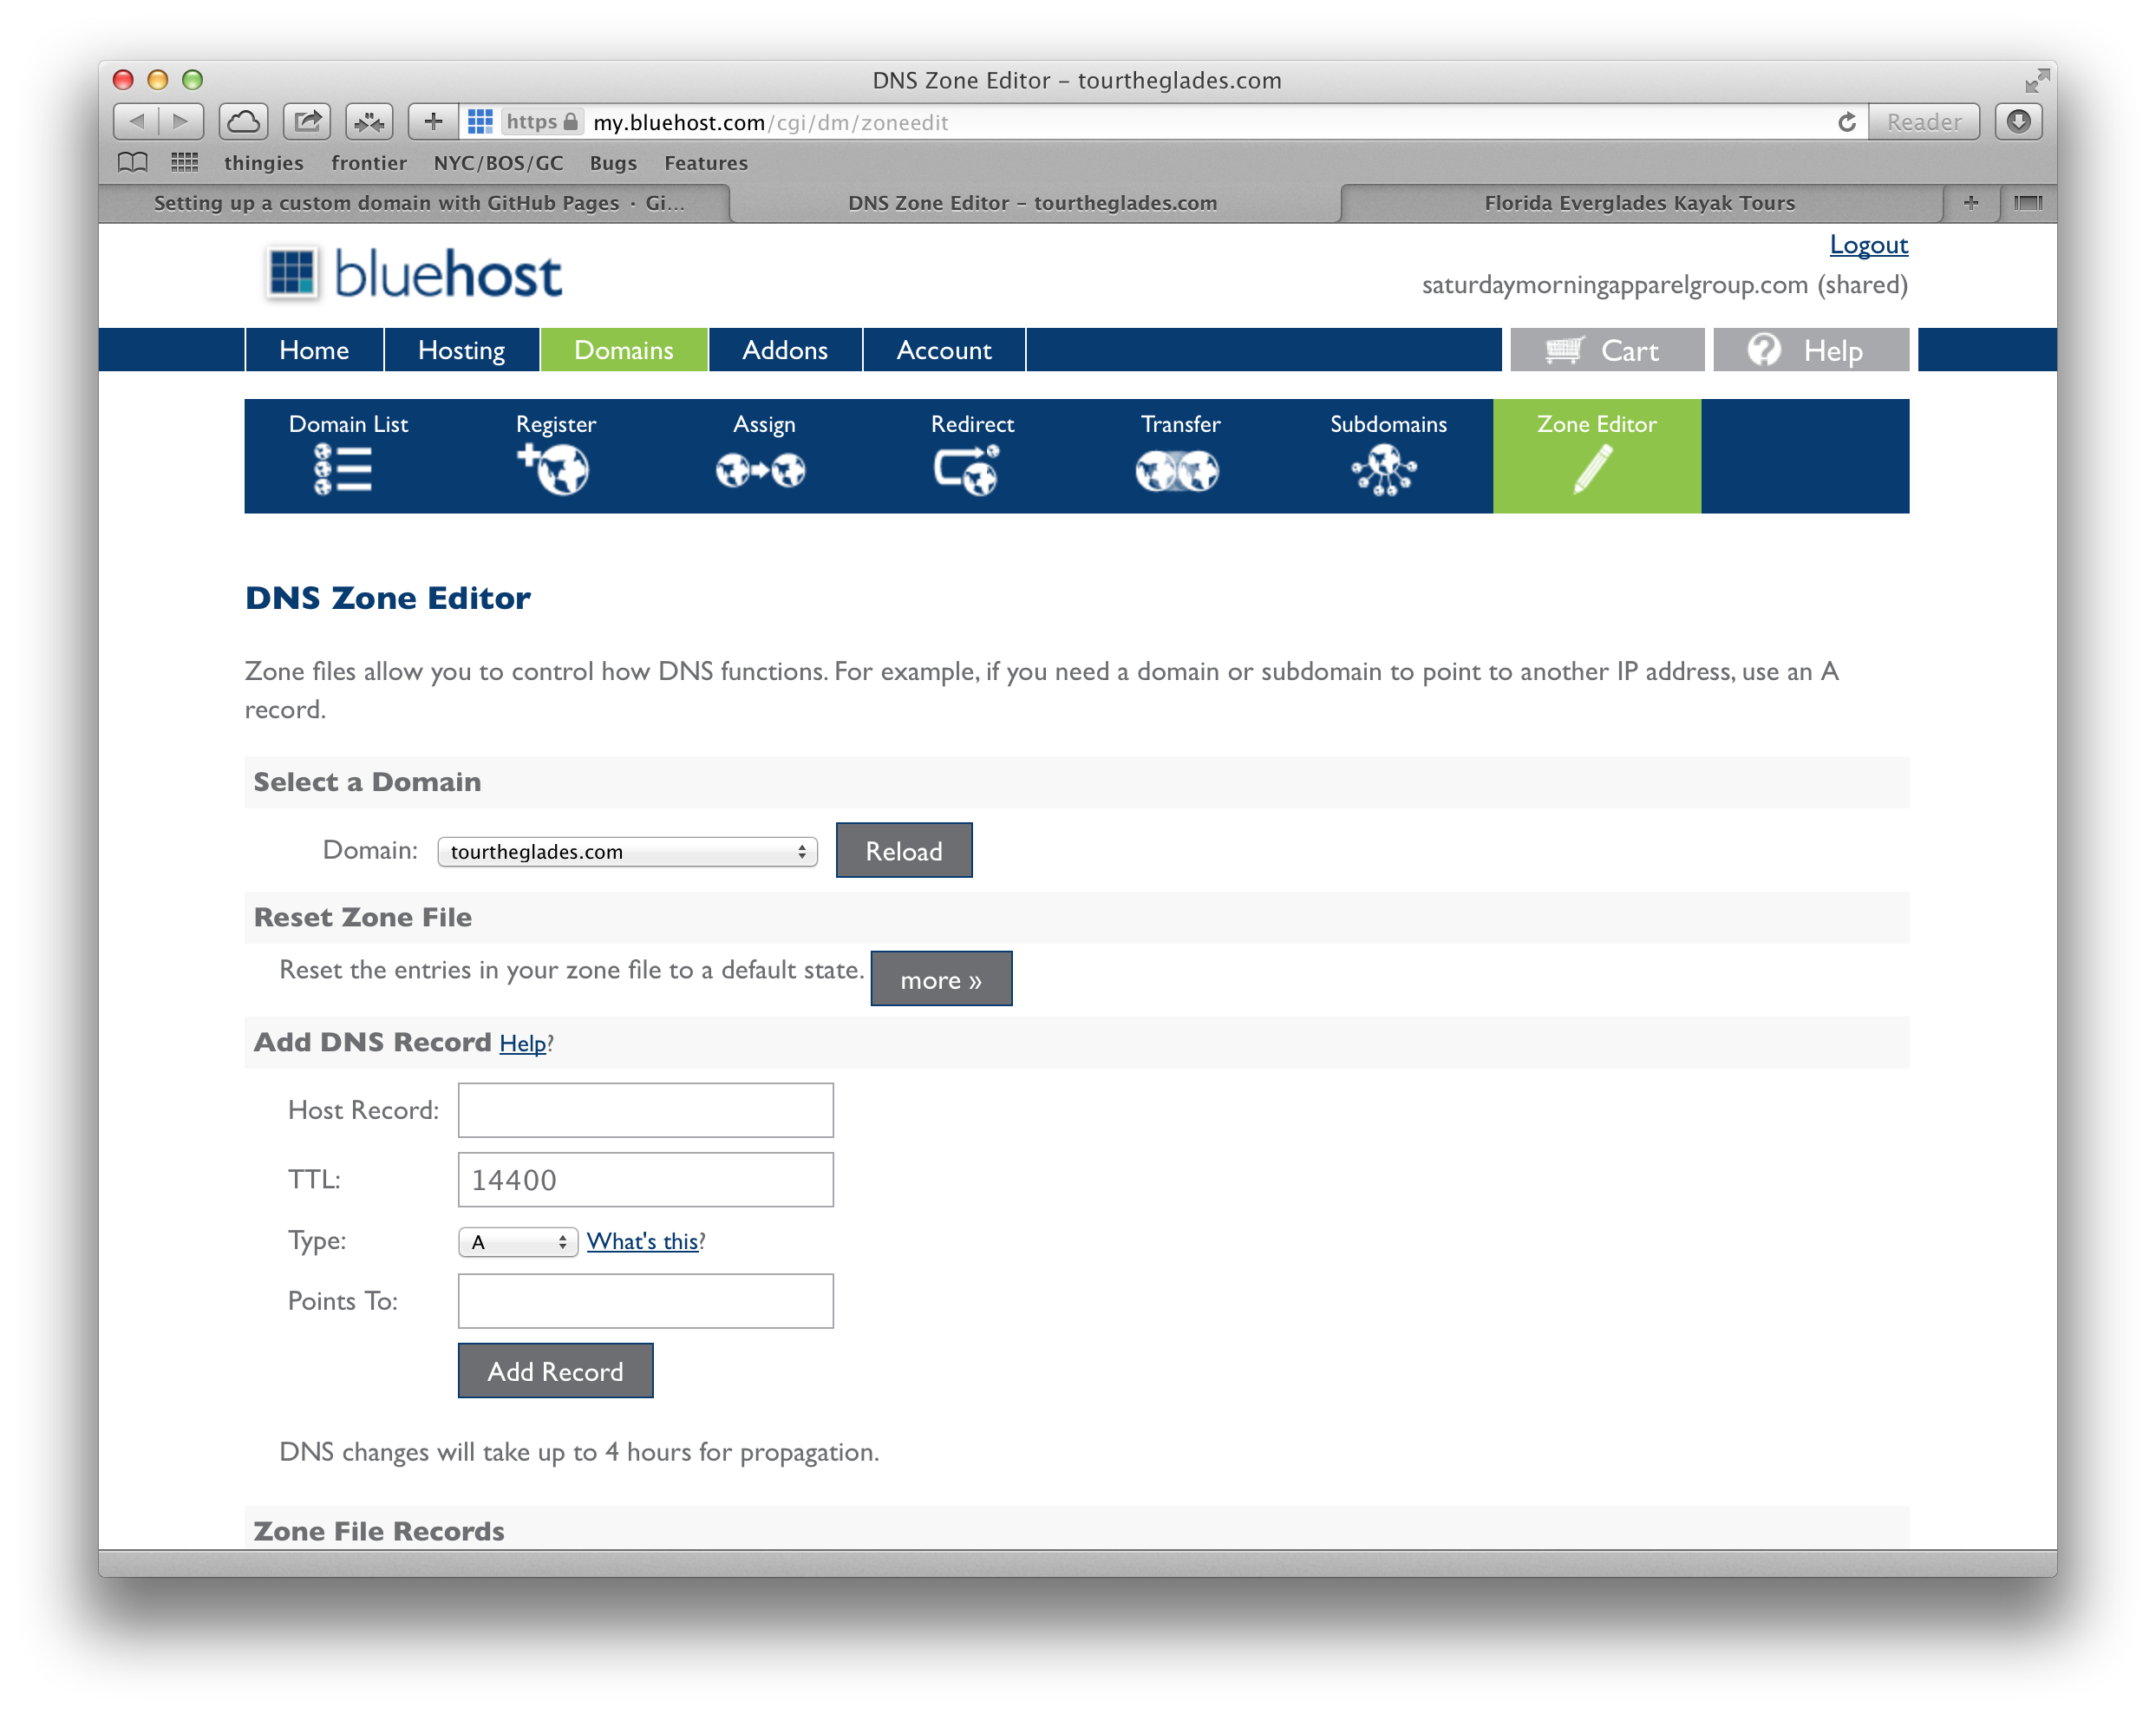 DNS Zone Editor – tourtheglades.com
https my.bluehost.com/cgi/dm/zoneedit Reader
thingies frontier NYC/BOS/GC Bugs Features
Setting up a custom domain with GitHub Pages · Gi... DNS Zone Editor – tourtheglades.com Florida Everglades Kayak Tours
Logout
bluehost
saturdaymorningapparelgroup.com (shared)
Home Hosting Domains Addons Account Cart Help
Domain List Register Assign Redirect Transfer Subdomains Zone Editor
DNS Zone Editor
Zone files allow you to control how DNS functions. For example, if you need a domain or subdomain to point to another IP address, use an A
record.
Select a Domain
Domain: tourtheglades.com Reload
Reset Zone File
Reset the entries in your zone file to a default state. more »
Add DNS Record Help?
Host Record:
TTL: 14400
Type: A What's this?
Points To:
Add Record
DNS changes will take up to 4 hours for propagation.
Zone File Records